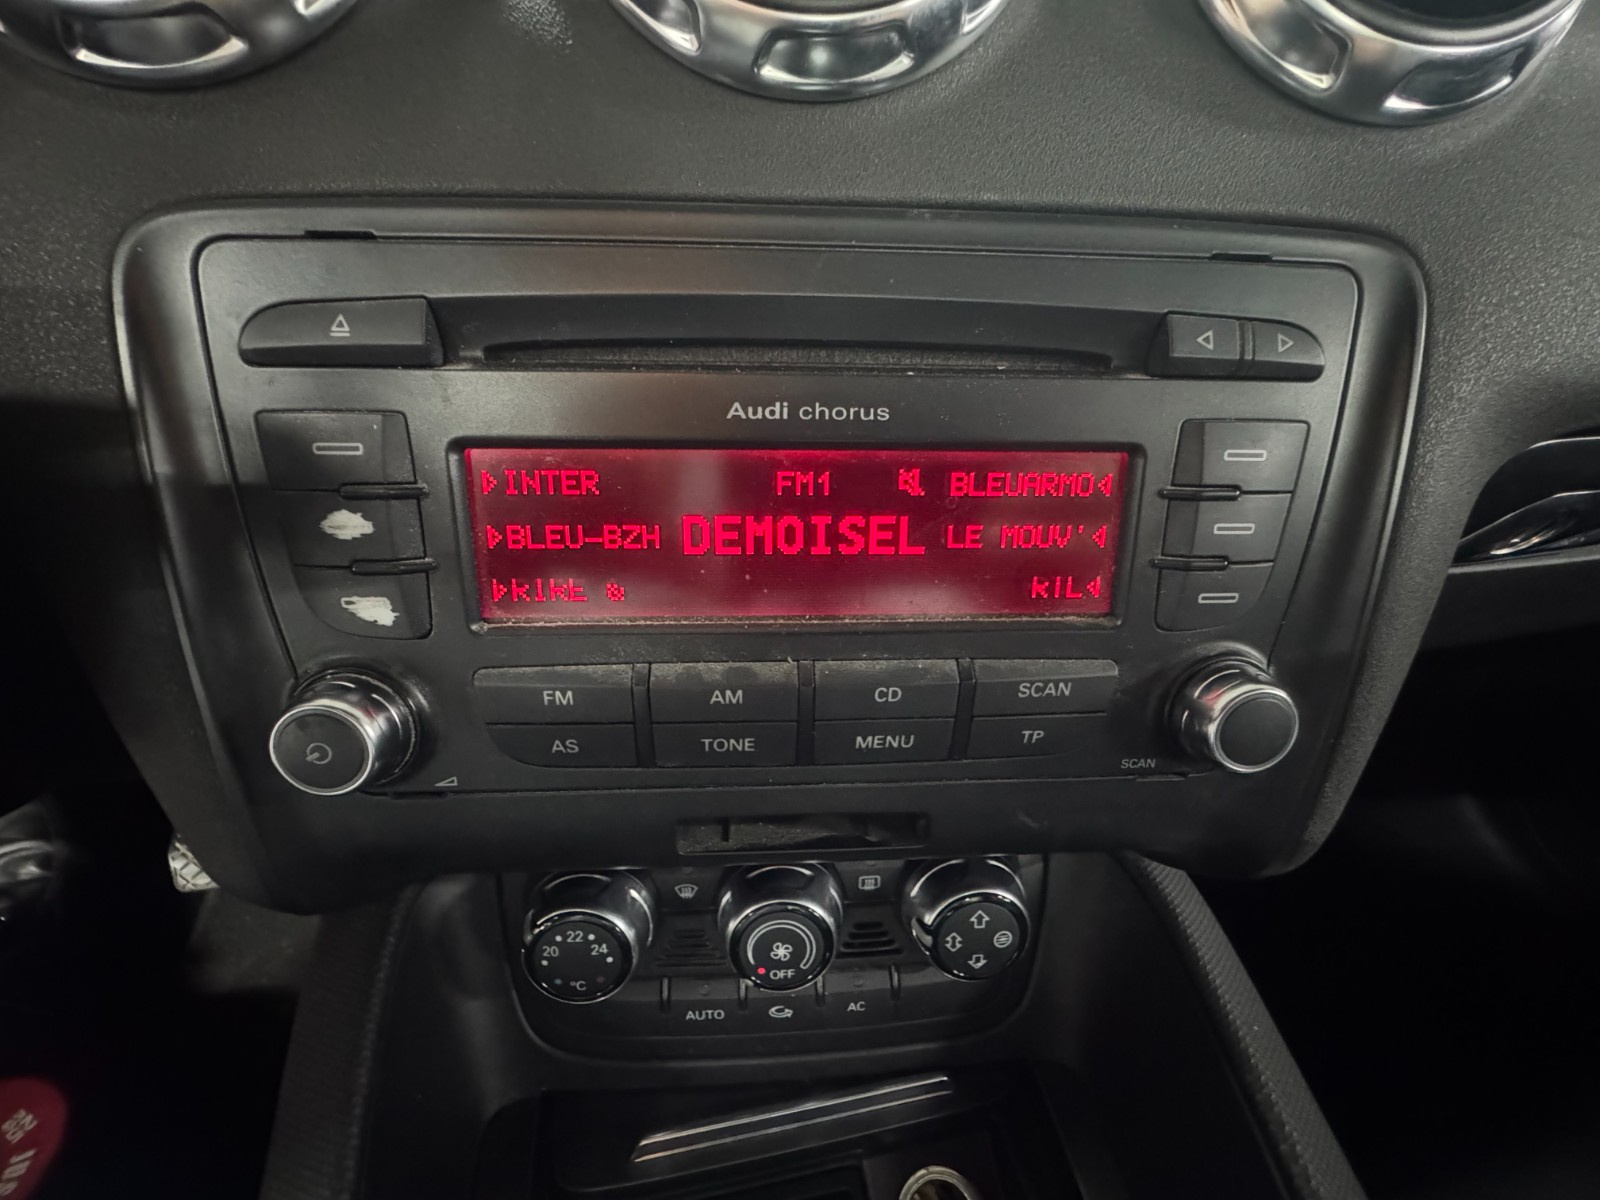 Audi chorus
INTER FM1 BLEUARMO
BLEU-BZH DEMOISEL LE MOUV'
RIRE &
FM AM CD SCAN
AS TONE MENU TP
SCAN
20 22 24
°C
OFF
AUTO AC